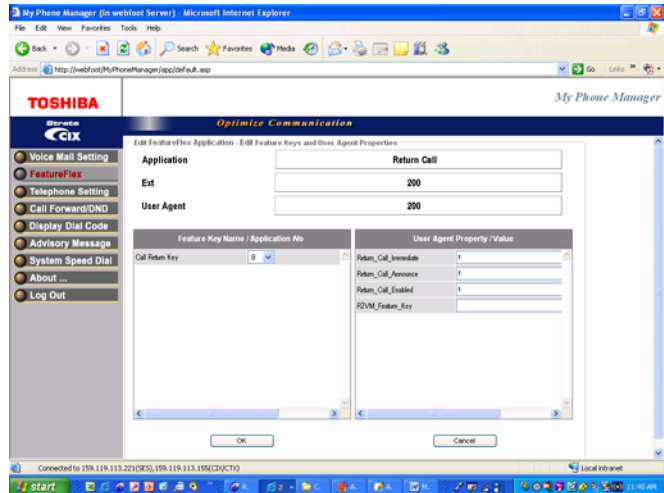 My Phone Manager (in webfoot Server) - Microsoft Internet Explorer
File Edit View Favorites Tools Help
Back Search Favorites Media
Address http://webfoot/MyPhoneManager/app/default.asp Go Links »
TOSHIBA
My Phone Manager
Strata CIX
Optimize Communication
Voice Mail Setting
FeatureFlex
Telephone Setting
Call Forward/DND
Display Dial Code
Advisory Message
System Speed Dial
About ...
Log Out
Edit FeatureFlex Application - Edit Feature Keys and User Agent Properties
Application Return Call
Ext 200
User Agent 200
Feature Key Name / Application No
Call Return Key 8
User Agent Property / Value
Return_Call_Immediate 1
Return_Call_Announce 1
Return_Call_Enabled 1
R2VM_Feature_Key
OK
Cancel
Connected to 159.119.113.221(SES),159.119.113.155(CIX/CTX)
Local intranet
start
11:40 AM